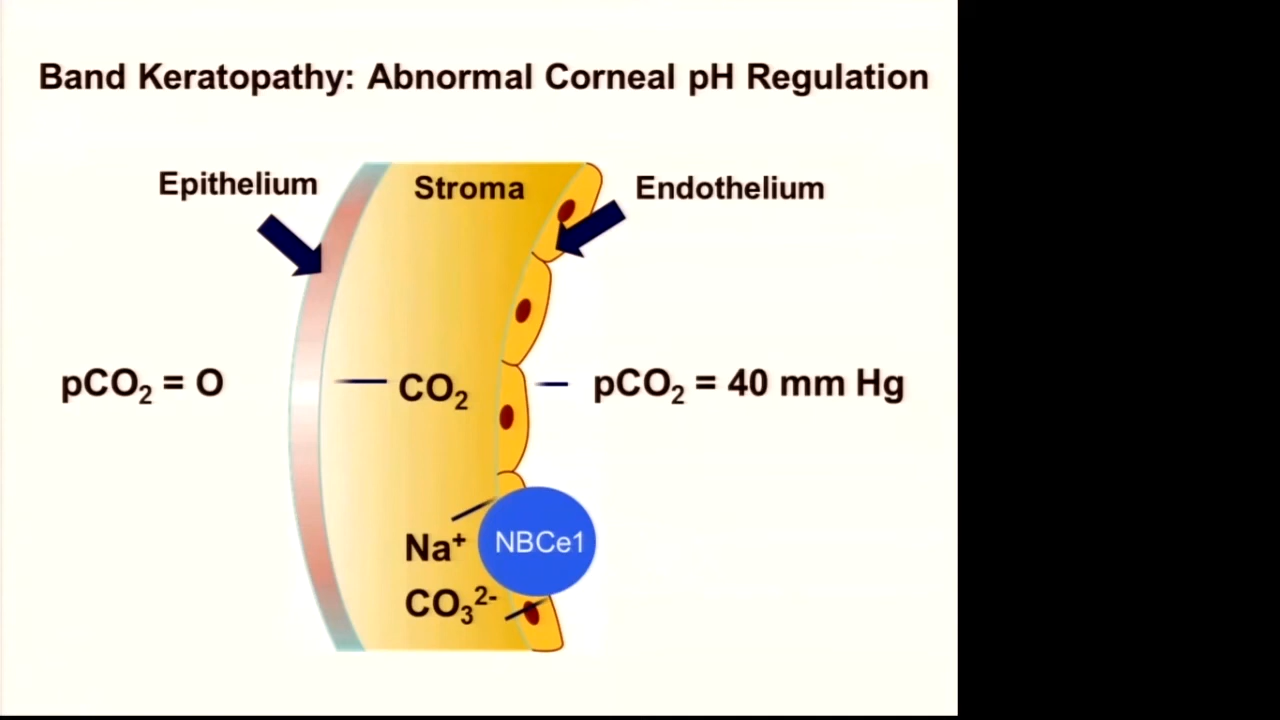 Band Keratopathy: Abnormal Corneal pH Regulation
Epithelium
Stroma
Endothelium
pCO₂ = O
CO₂
pCO₂ = 40 mm Hg
Na⁺
NBCe1
CO₃²⁻